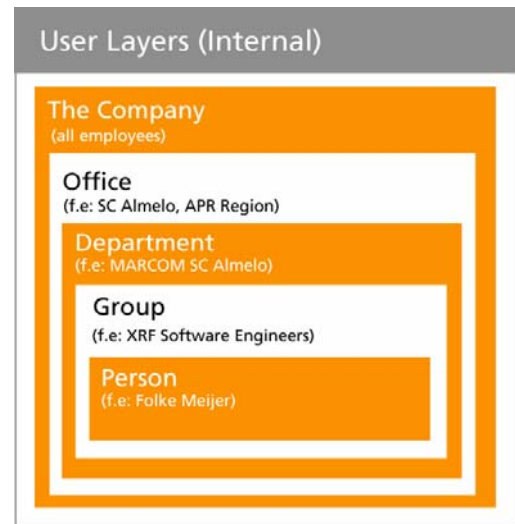 User Layers (Internal)
The Company
(all employees)
Office
(f.e: SC Almelo, APR Region)
Department
(f.e: MARCOM SC Almelo)
Group
(f.e: XRF Software Engineers)
Person
(f.e: Folke Meijer)